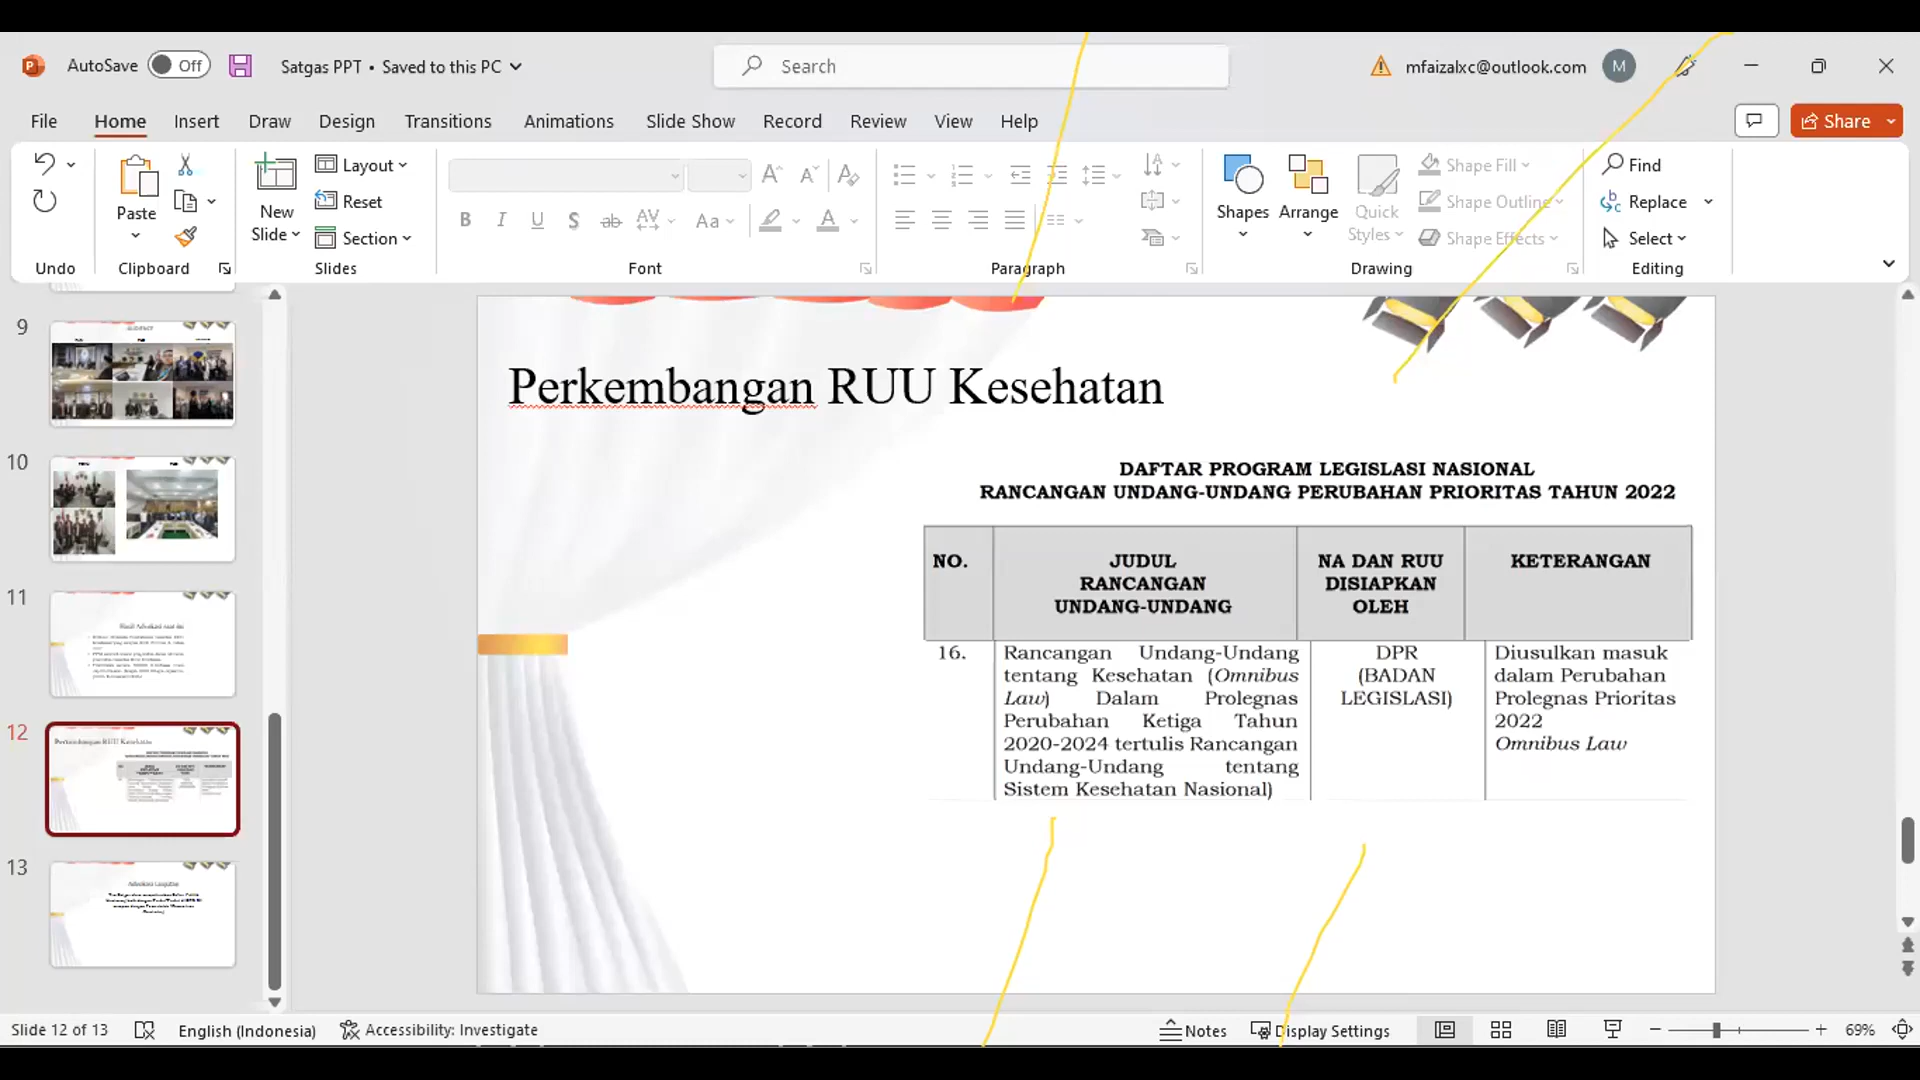 AutoSave Off Satgas PPT • Saved to this PC Search mfaizalxc@outlook.com M
File Home Insert Draw Design Transitions Animations Slide Show Record Review View Help Share
Paste New Slide Layout Reset Section Shapes Arrange Quick Styles Shape Fill Shape Outline Shape Effects Find Replace Select
Undo Clipboard Slides Font Paragraph Drawing Editing
9
10
11
12
13
Perkembangan RUU Kesehatan
DAFTAR PROGRAM LEGISLASI NASIONAL
RANCANGAN UNDANG-UNDANG PERUBAHAN PRIORITAS TAHUN 2022
NO.
JUDUL
RANCANGAN
UNDANG-UNDANG
NA DAN RUU
DISIAPKAN
OLEH
KETERANGAN
16.
Rancangan Undang-Undang
tentang Kesehatan (Omnibus
Law) Dalam Prolegnas
Perubahan Ketiga Tahun
2020-2024 tertulis Rancangan
Undang-Undang tentang
Sistem Kesehatan Nasional)
DPR
(BADAN
LEGISLASI)
Diusulkan masuk
dalam Perubahan
Prolegnas Prioritas
2022
Omnibus Law
Slide 12 of 13 English (Indonesia) Accessibility: Investigate Notes Display Settings 69%